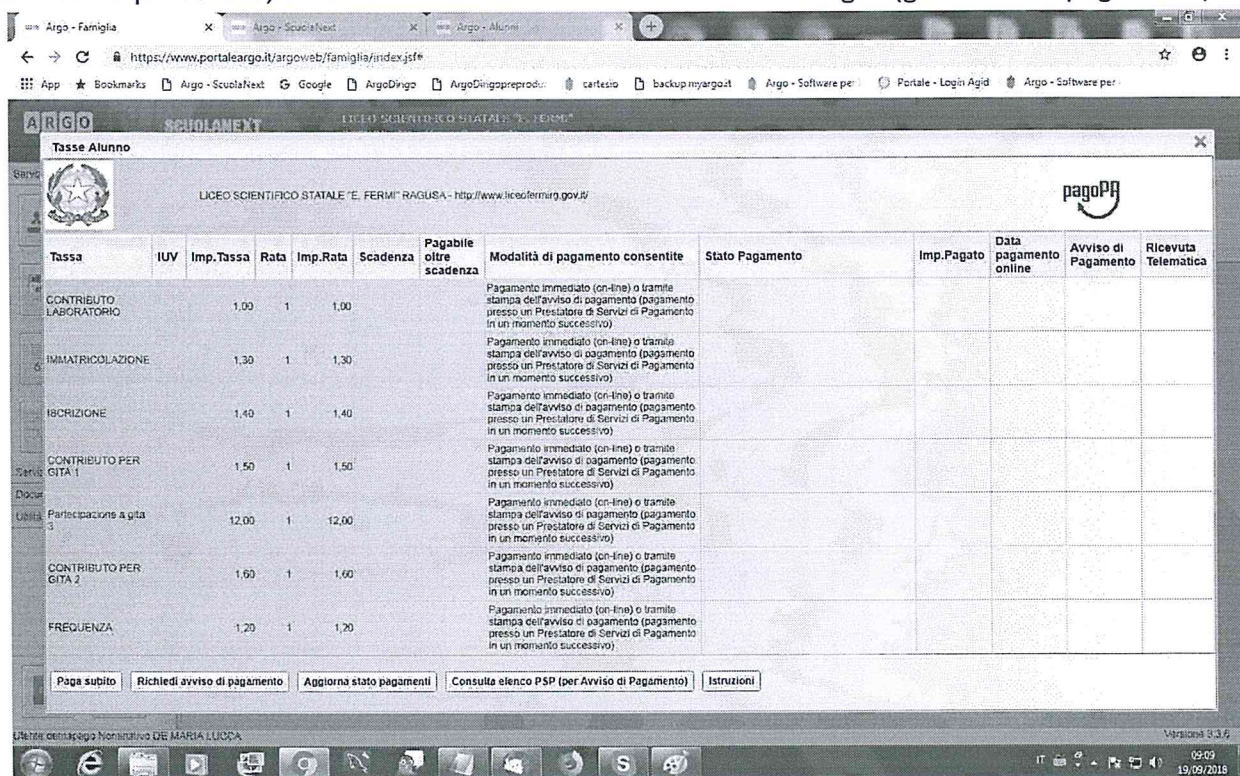 Argo - Famiglia
Argo - ScuolaNext
Argo - Alunni
https://www.portaleargo.it/argoweb/famiglia/index.jsf#
App
Bookmarks
Argo - ScuolaNext
Google
ArgoDingo
ArgoDingopreprodu
cartesio
backup myargo.it
Argo - Software per
Portale - Login Agid
Argo - Software per
ARGO
SCUOLANEXT
LICEO SCIENTIFICO STATALE "E. FERMI"
Tasse Alunno
LICEO SCIENTIFICO STATALE "E. FERMI" RAGUSA - http://www.liceofermirg.gov.it/
pagoPA
Tassa IUV Imp.Tassa Rata Imp.Rata Scadenza
Pagabile
oltre
scadenza
Modalità di pagamento consentite Stato Pagamento Imp.Pagato
Data
pagamento
online
Avviso di
Pagamento
Ricevuta
Telematica
CONTRIBUTO
LABORATORIO
1,00 1 1,00
Pagamento immediato (on-line) o tramite
stampa dell'avviso di pagamento (pagamento
presso un Prestatore di Servizi di Pagamento
in un momento successivo)
IMMATRICOLAZIONE 1,30 1 1,30
Pagamento immediato (on-line) o tramite
stampa dell'avviso di pagamento (pagamento
presso un Prestatore di Servizi di Pagamento
in un momento successivo)
ISCRIZIONE 1,40 1 1,40
Pagamento immediato (on-line) o tramite
stampa dell'avviso di pagamento (pagamento
presso un Prestatore di Servizi di Pagamento
in un momento successivo)
CONTRIBUTO PER
GITA 1
1,50 1 1,50
Pagamento immediato (on-line) o tramite
stampa dell'avviso di pagamento (pagamento
presso un Prestatore di Servizi di Pagamento
in un momento successivo)
Partecipazione a gita
3
12,00 1 12,00
Pagamento immediato (on-line) o tramite
stampa dell'avviso di pagamento (pagamento
presso un Prestatore di Servizi di Pagamento
in un momento successivo)
CONTRIBUTO PER
GITA 2
1,60 1 1,60
Pagamento immediato (on-line) o tramite
stampa dell'avviso di pagamento (pagamento
presso un Prestatore di Servizi di Pagamento
in un momento successivo)
FREQUENZA 1,20 1 1,20
Pagamento immediato (on-line) o tramite
stampa dell'avviso di pagamento (pagamento
presso un Prestatore di Servizi di Pagamento
in un momento successivo)
Paga subito
Richiedi avviso di pagamento
Aggiorna stato pagamenti
Consulta elenco PSP (per Avviso di Pagamento)
Istruzioni
Nominativo DE MARIA LUCCA
Versione 3.3.6
IT
09:09
19/09/2018